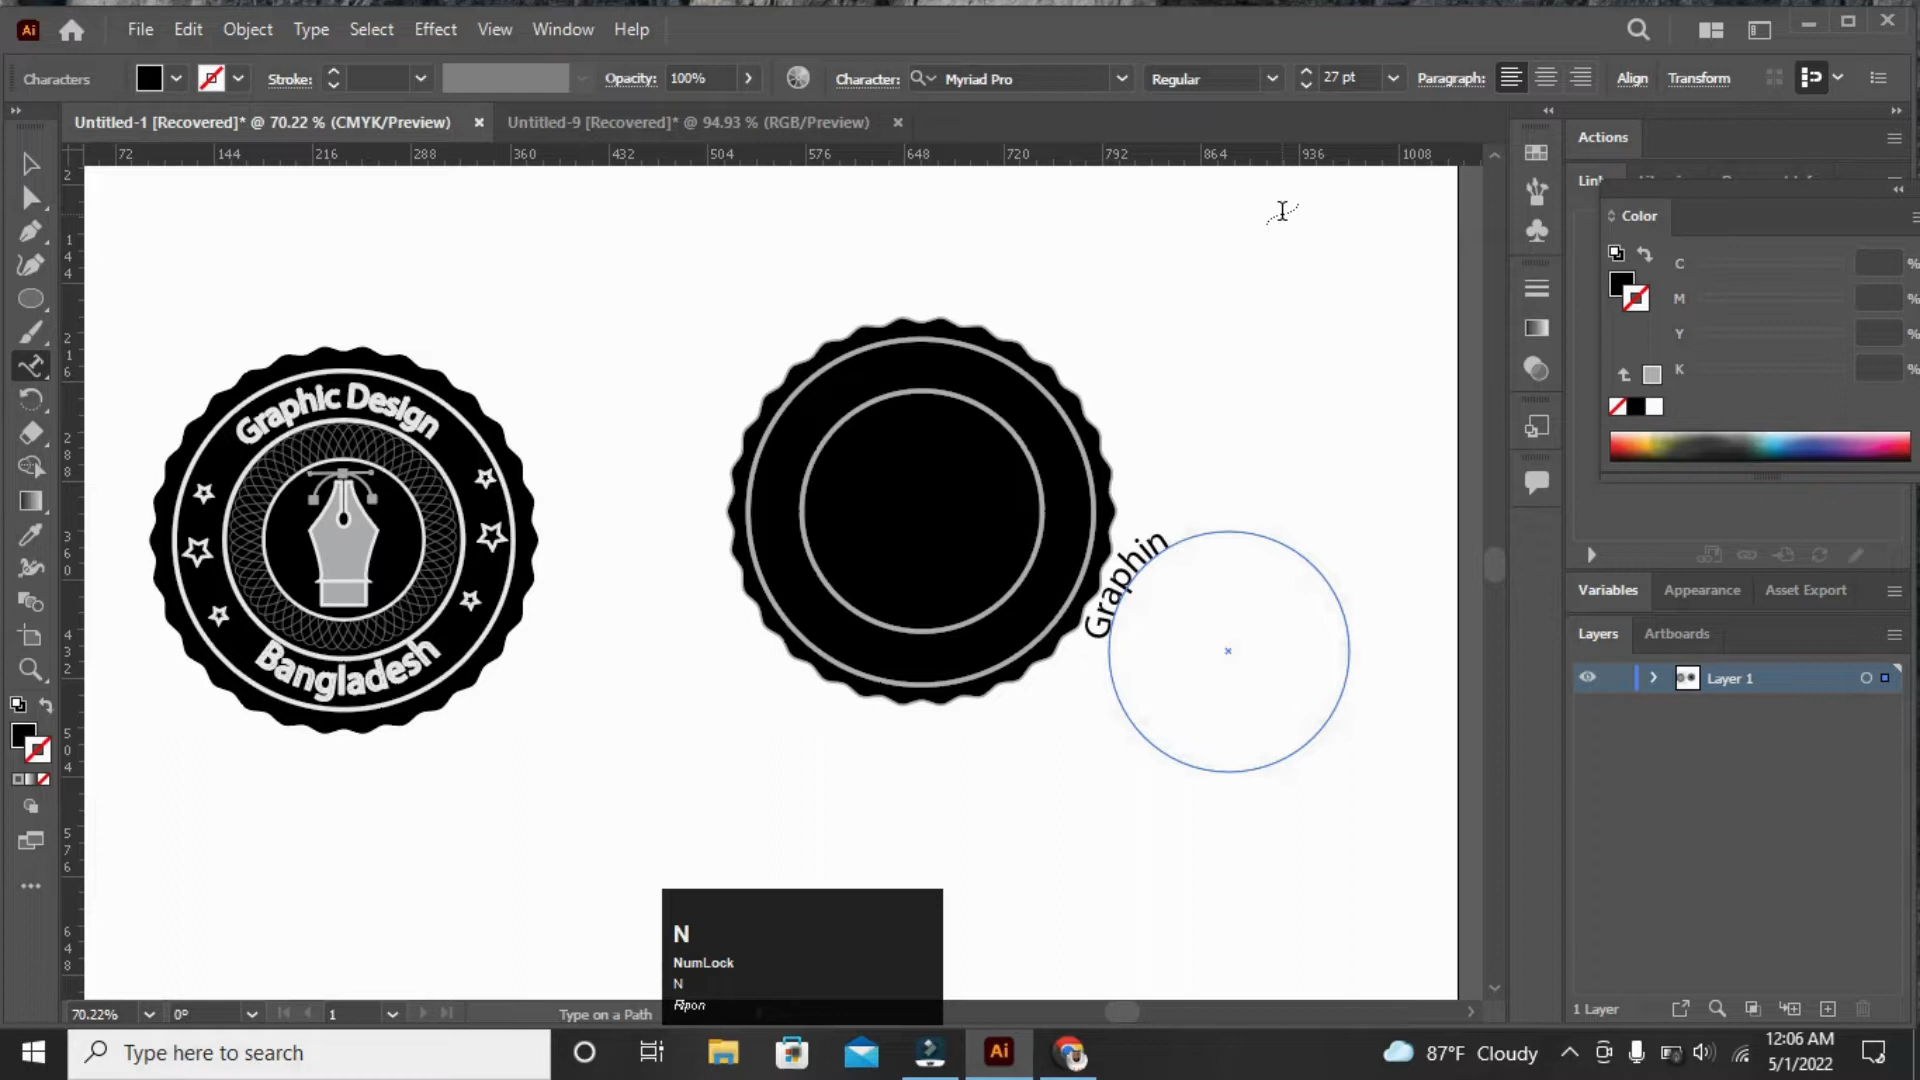 Ai File Edit Object Type Select Effect View Window Help
Characters Stroke: Opacity: 100% Character: Myriad Pro Regular 27 pt Paragraph: Align Transform
Untitled-1 [Recovered]* @ 70.22 % (CMYK/Preview) × Untitled-9 [Recovered]* @ 94.93 % (RGB/Preview) ×
72 144 216 288 360 432 504 576 648 720 792 864 936 1008
Actions
Color
C %
M %
Y %
K %
Graphic Design
Bangladesh
Graphin
Variables Appearance Asset Export
Layers Artboards
Layer 1
N
NumLock
N
Ripon
70.22% 0° 1 Type on a Path
1 Layer
Type here to search
Ai
87°F Cloudy
12:06 AM
5/1/2022